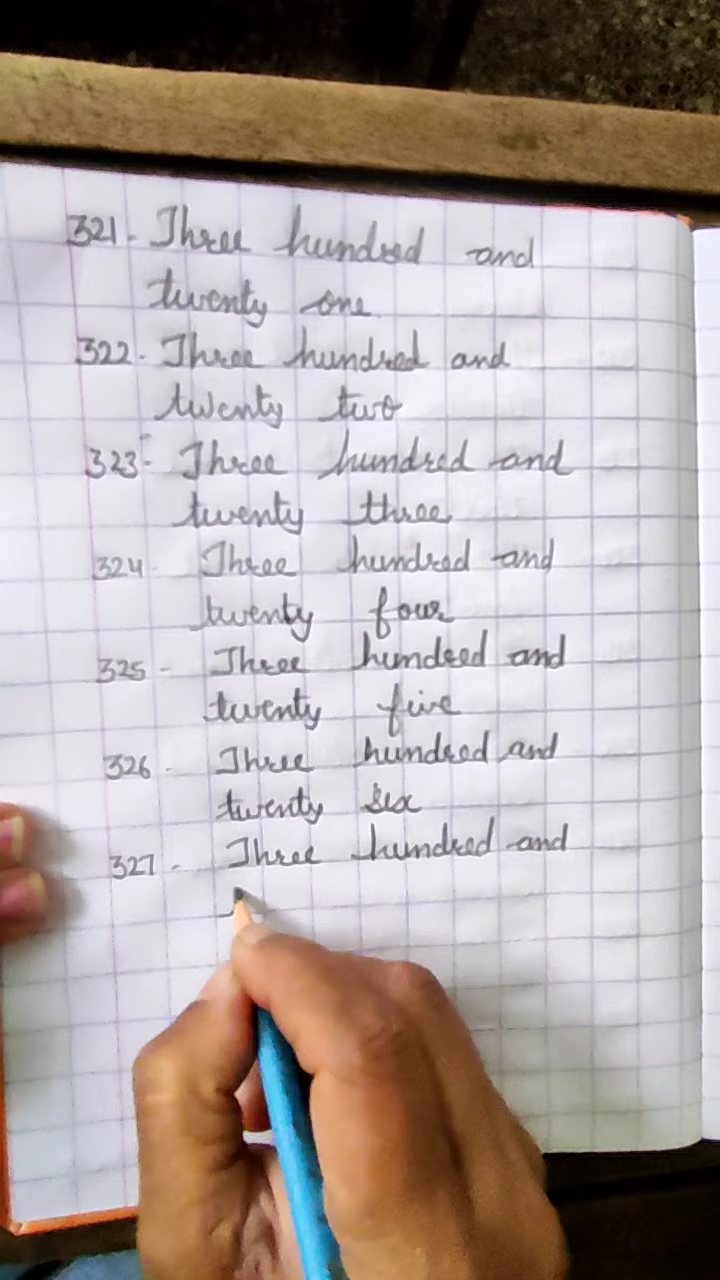 321- Three hundred and
twenty one
322- Three hundred and
twenty two
323- Three hundred and
twenty three
324- Three hundred and
twenty four
325- Three hundred and
twenty five
326- Three hundred and
twenty six
327- Three hundred and